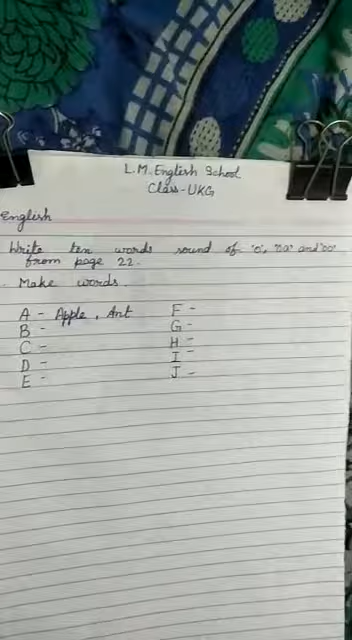 L.M. English School
Class-UKG
English
Write ten words sound of 'o', and 'oo'
from page 22.
Make words.
A - Apple, Ant
B -
C -
D -
E -
F -
G -
H -
I -
J -